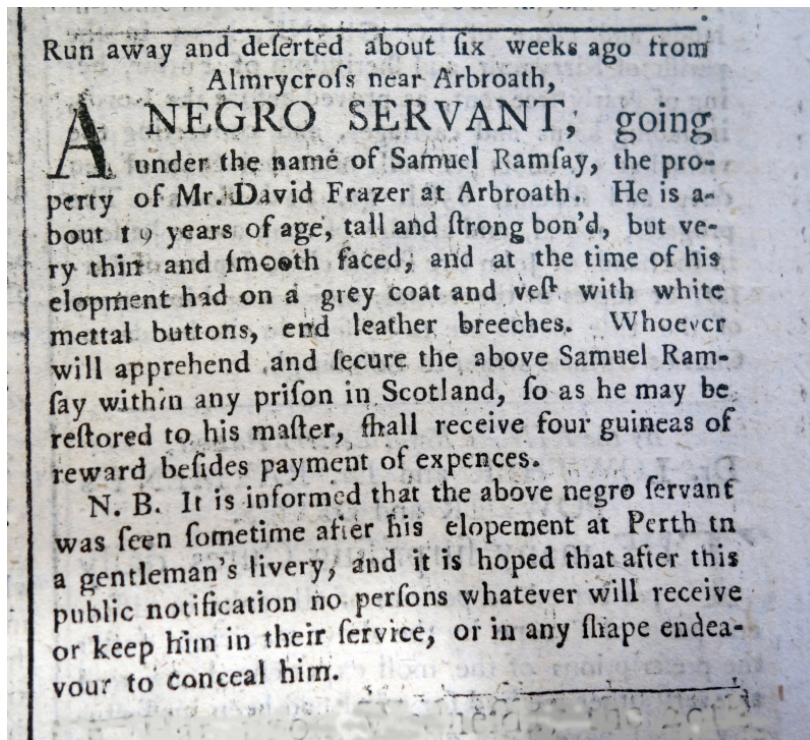 Run away and deſerted about ſix weeks ago from
Almrycroſs near Arbroath,
A NEGRO SERVANT, going
under the name of Samuel Ramſay, the pro-
perty of Mr. David Frazer at Arbroath. He is a-
bout 19 years of age, tall and ſtrong bon'd, but ve-
ry thin and ſmooth faced, and at the time of his
elopment had on a grey coat and veſt with white
mettal buttons, end leather breeches. Whoever
will apprehend and ſecure the above Samuel Ram-
ſay within any priſon in Scotland, ſo as he may be
reſtored to his maſter, ſhall receive four guineas of
reward beſides payment of expences.
N. B. It is informed that the above negro ſervant
was ſeen ſometime after his elopement at Perth in
a gentleman's livery, and it is hoped that after this
public notification no perſons whatever will receive
or keep him in their ſervice, or in any ſhape endea-
vour to conceal him.